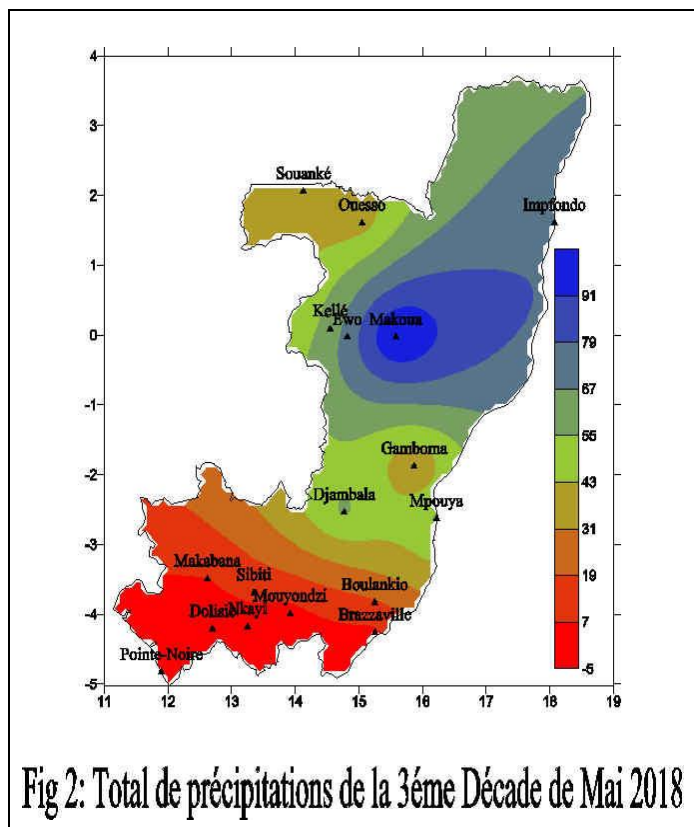 4
3
2
1
0
-1
-2
-3
-4
-5
11 12 13 14 15 16 17 18 19
Souanké
Ouesso
Impfondo
Kellé
Ewo
Makoua
Gamboma
Djambala
Mpouya
Makabana
Sibiti
Mouyondzi
Boulankio
Dolisie
Nkayi
Brazzaville
Pointe-Noire
91
79
67
55
43
31
19
7
-5
Fig 2: Total de précipitations de la 3éme Décade de Mai 2018